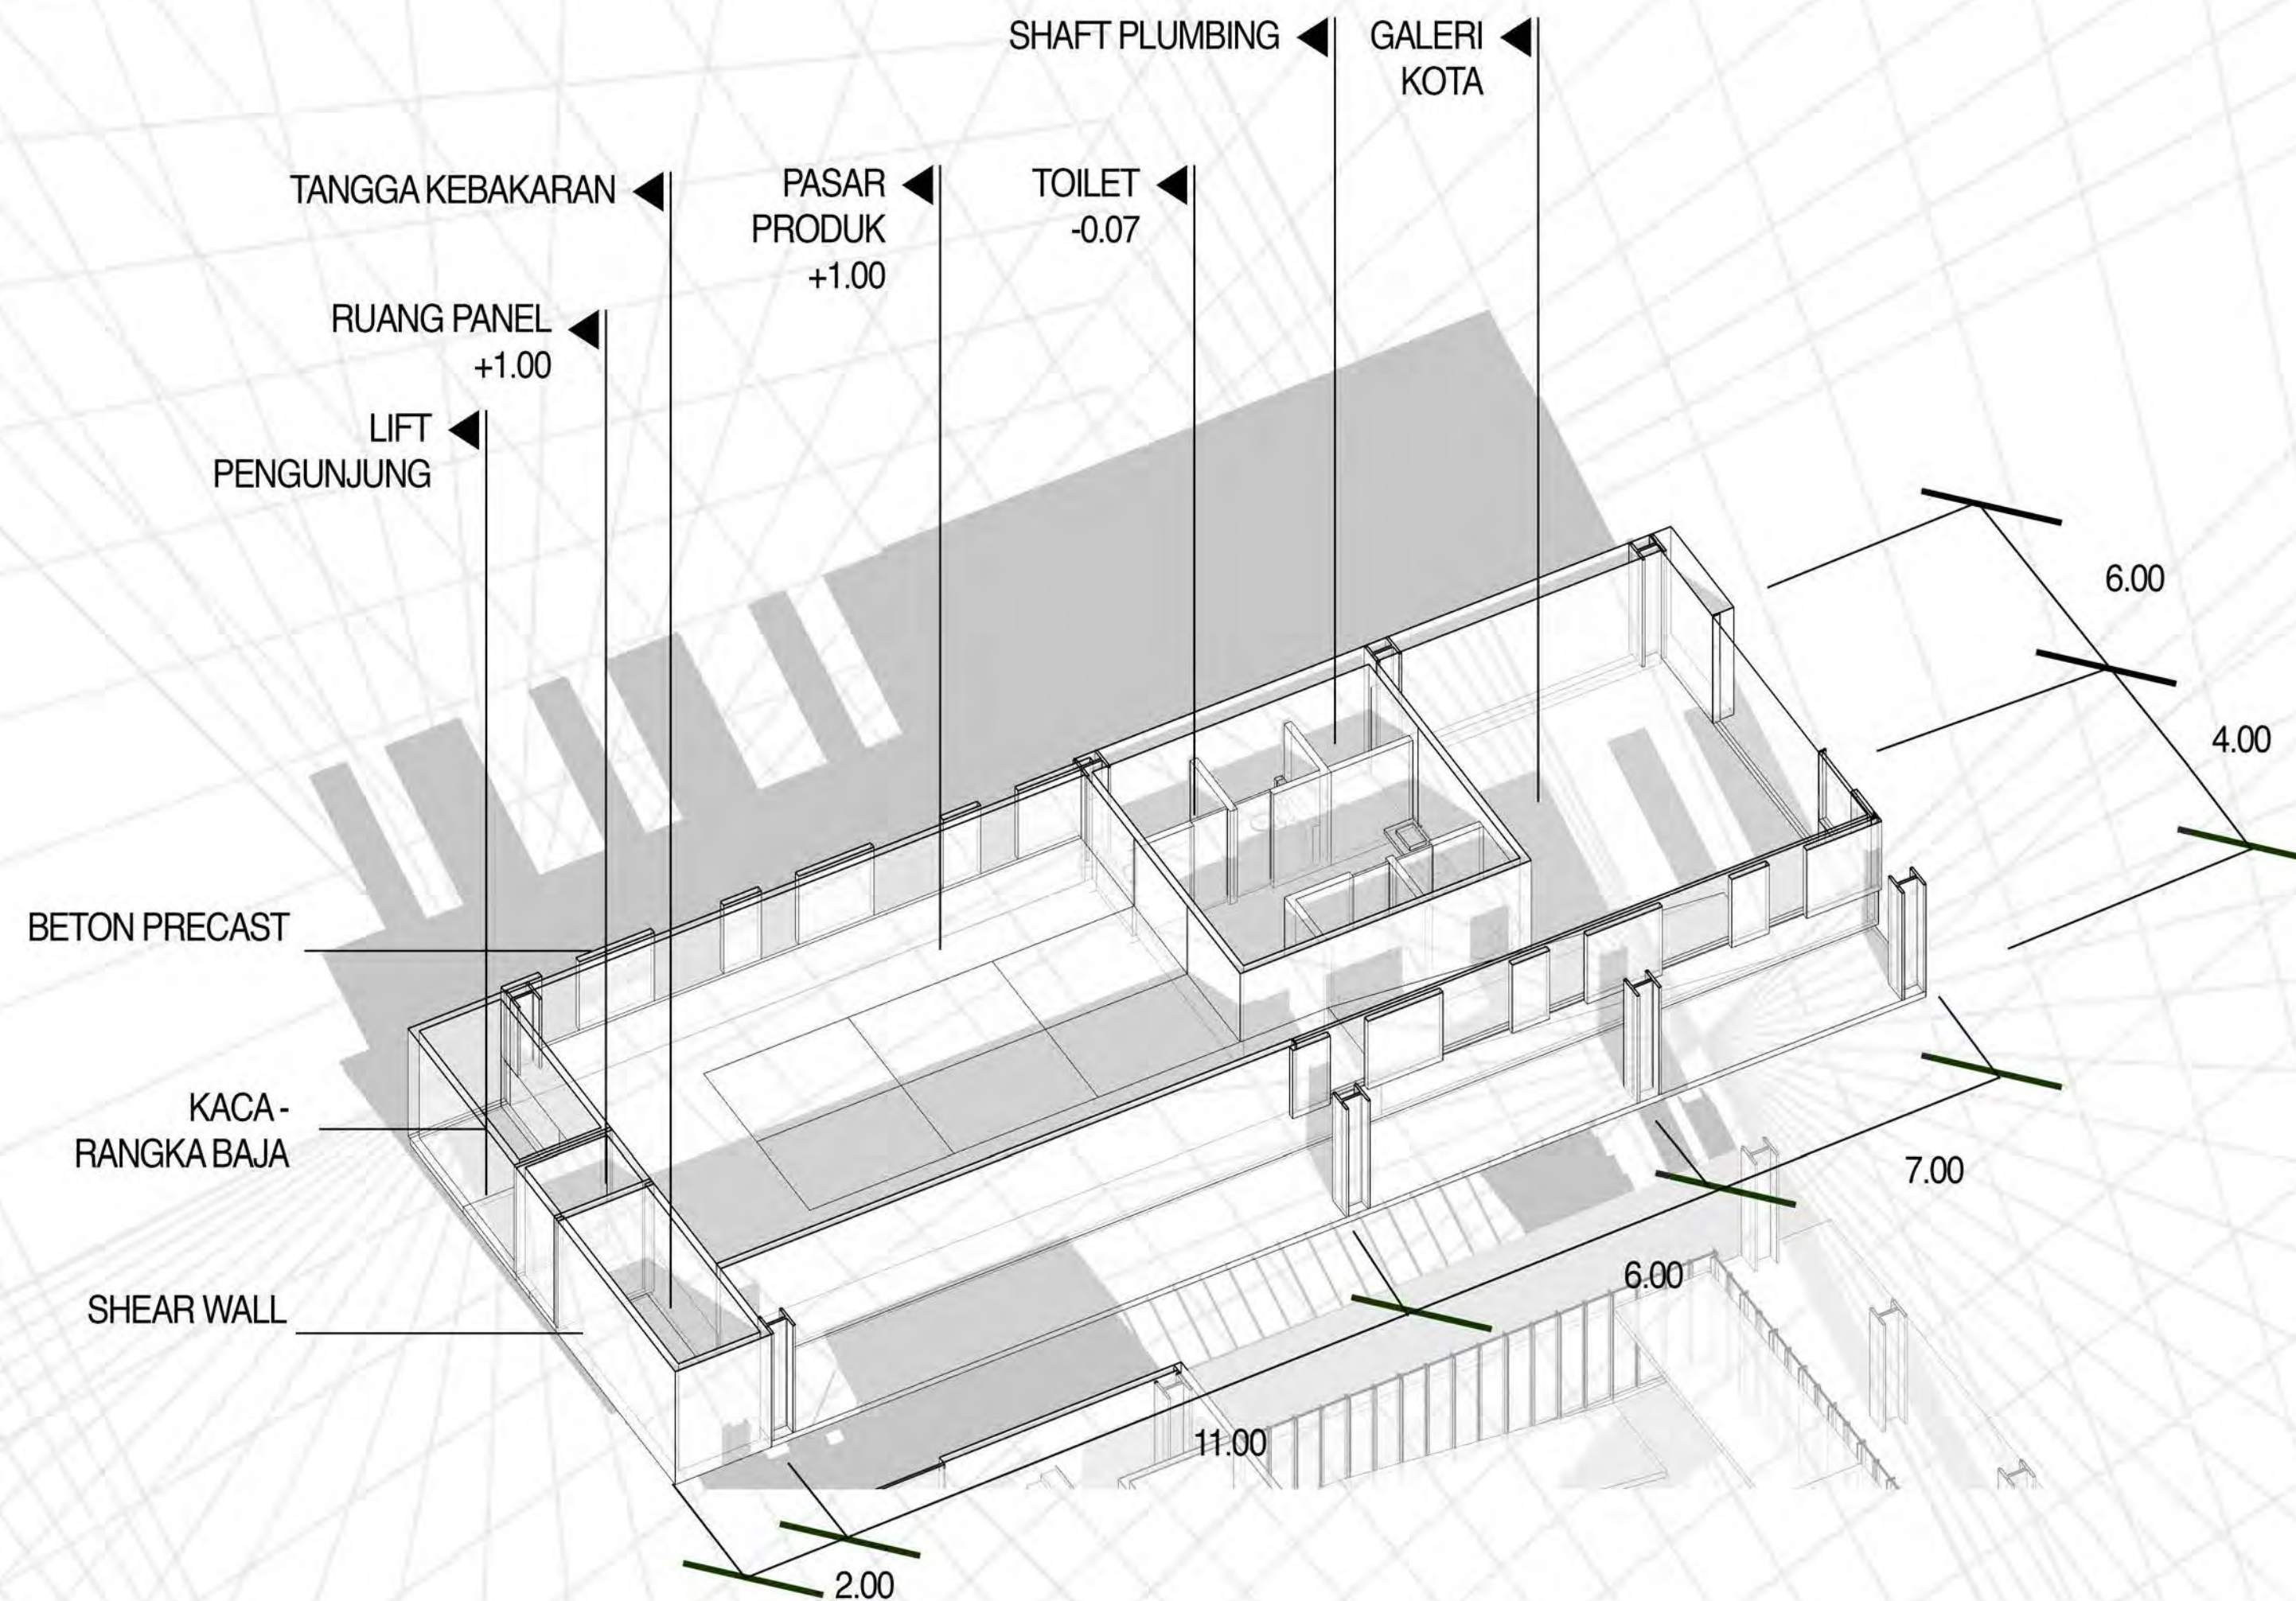 SHAFT PLUMBING
GALERI
KOTA
TANGGA KEBAKARAN
PASAR
PRODUK
+1.00
TOILET
-0.07
RUANG PANEL
+1.00
LIFT
PENGUNJUNG
6.00
4.00
BETON PRECAST
KACA -
RANGKA BAJA
7.00
SHEAR WALL
6.00
11.00
2.00